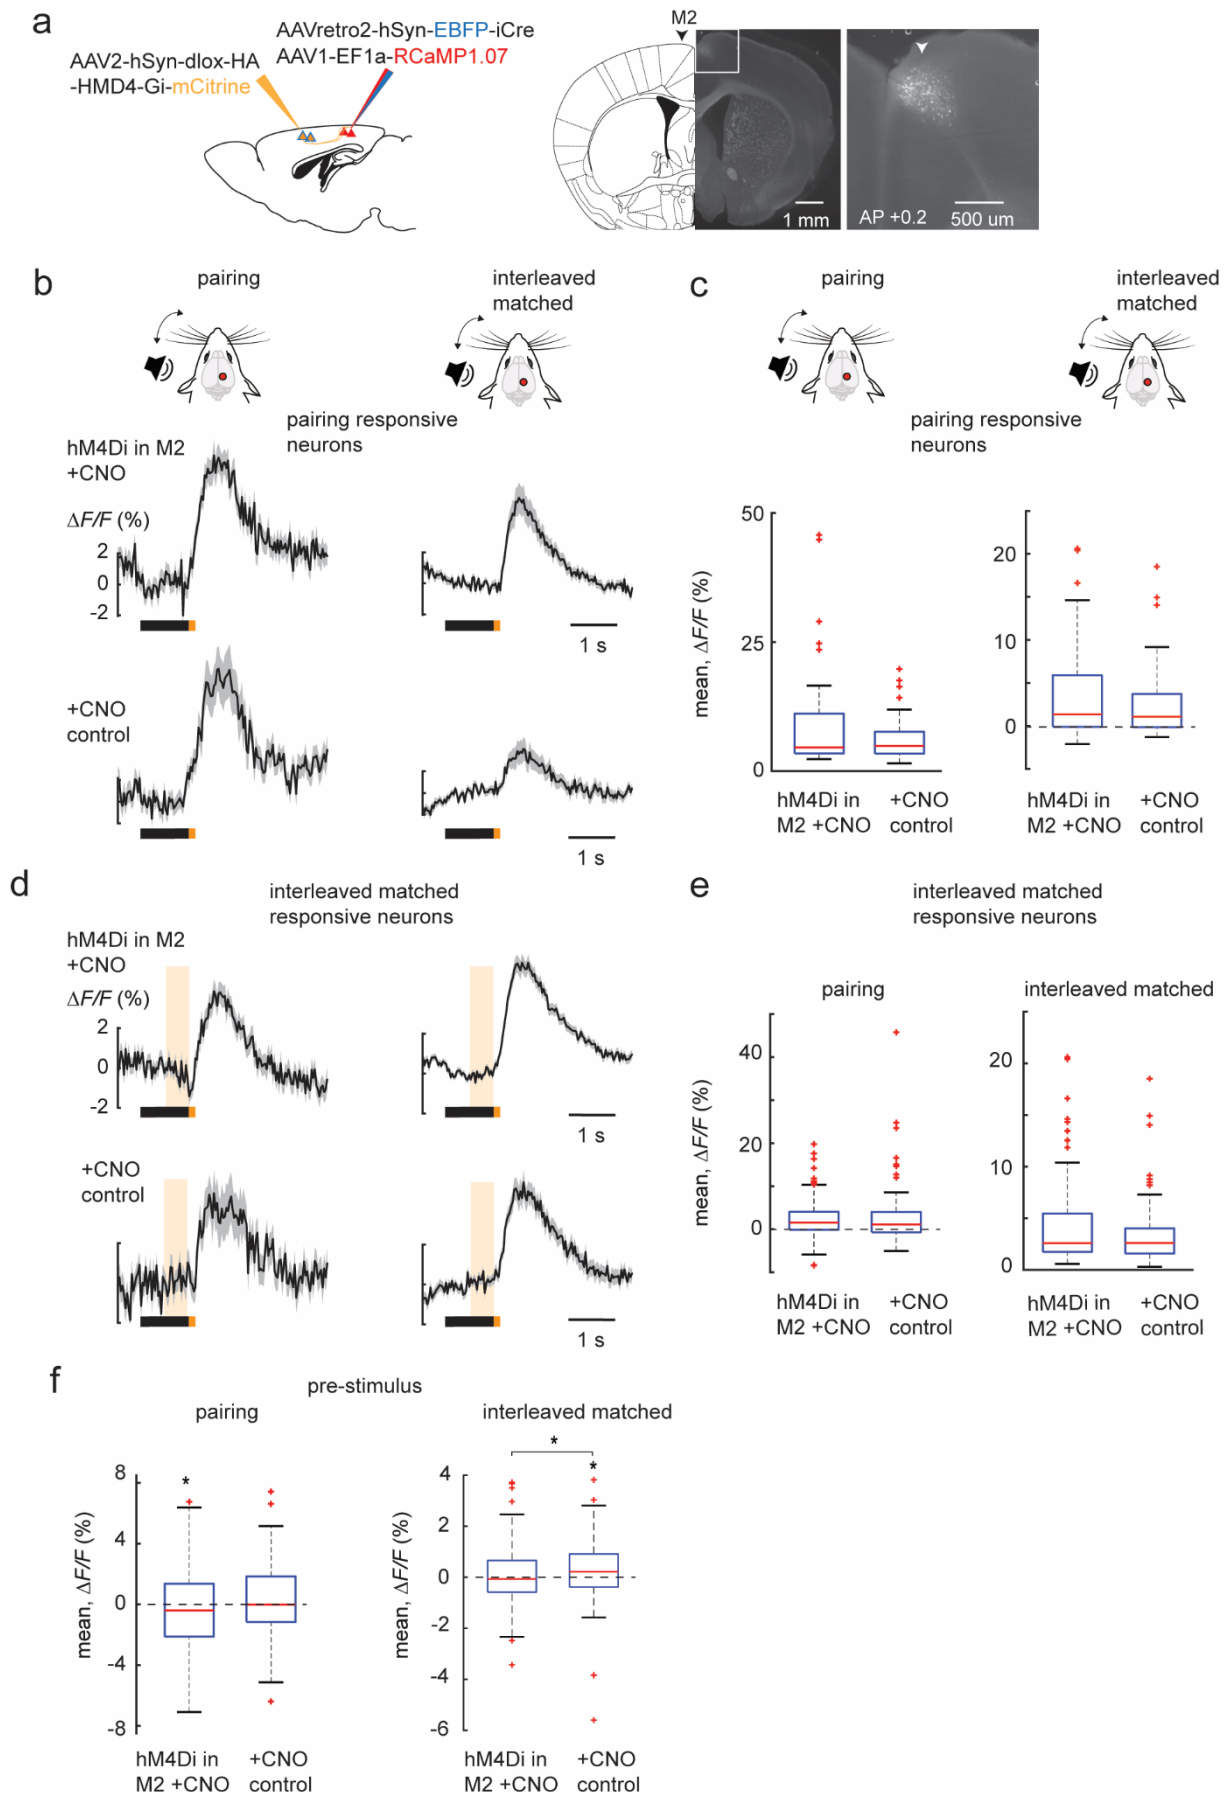 a
AAV2-hSyn-dlox-HA
-HMD4-Gi-mCitrine
AAVretro2-hSyn-EBFP-iCre
AAV1-EF1a-RCaMP1.07
M2
1 mm
AP +0.2
500 um
b
pairing
interleaved
matched
pairing responsive
neurons
hM4Di in M2
+CNO
ΔF/F (%)
2
0
-2
1 s
+CNO
control
1 s
c
pairing
interleaved
matched
pairing responsive
neurons
mean, ΔF/F (%)
50
25
0
20
10
0
hM4Di in
M2 +CNO
+CNO
control
hM4Di in
M2 +CNO
+CNO
control
d
interleaved matched
responsive neurons
hM4Di in M2
+CNO
ΔF/F (%)
2
0
-2
1 s
+CNO
control
1 s
e
interleaved matched
responsive neurons
pairing
interleaved matched
mean, ΔF/F (%)
40
20
0
20
10
0
hM4Di in
M2 +CNO
+CNO
control
hM4Di in
M2 +CNO
+CNO
control
f
pre-stimulus
pairing
interleaved matched
mean, ΔF/F (%)
8
4
0
-4
-8
*
hM4Di in
M2 +CNO
+CNO
control
mean, ΔF/F (%)
4
2
0
-2
-4
-6
*
*
hM4Di in
M2 +CNO
+CNO
control